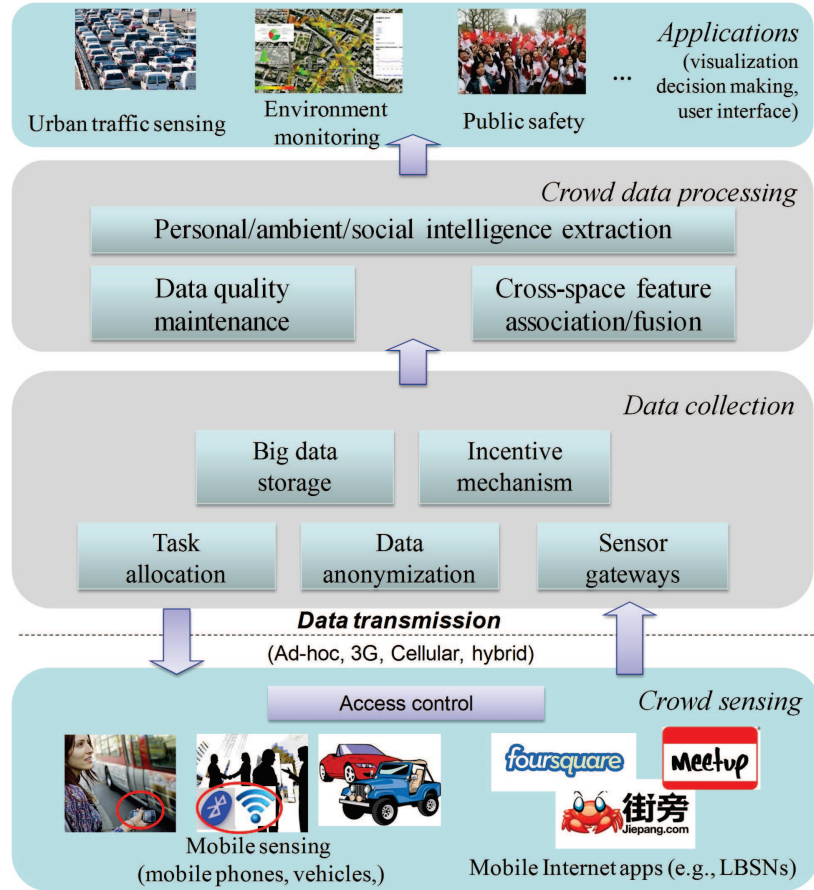 Applications
(visualization
decision making,
user interface)
...
Urban traffic sensing
Environment
monitoring
Public safety
Crowd data processing
Personal/ambient/social intelligence extraction
Data quality
maintenance
Cross-space feature
association/fusion
Data collection
Big data
storage
Incentive
mechanism
Task
allocation
Data
anonymization
Sensor
gateways
Data transmission
(Ad-hoc, 3G, Cellular, hybrid)
Access control
Crowd sensing
foursquare
Meetup
街旁
Jiepang.com
Mobile sensing
(mobile phones, vehicles,)
Mobile Internet apps (e.g., LBSNs)